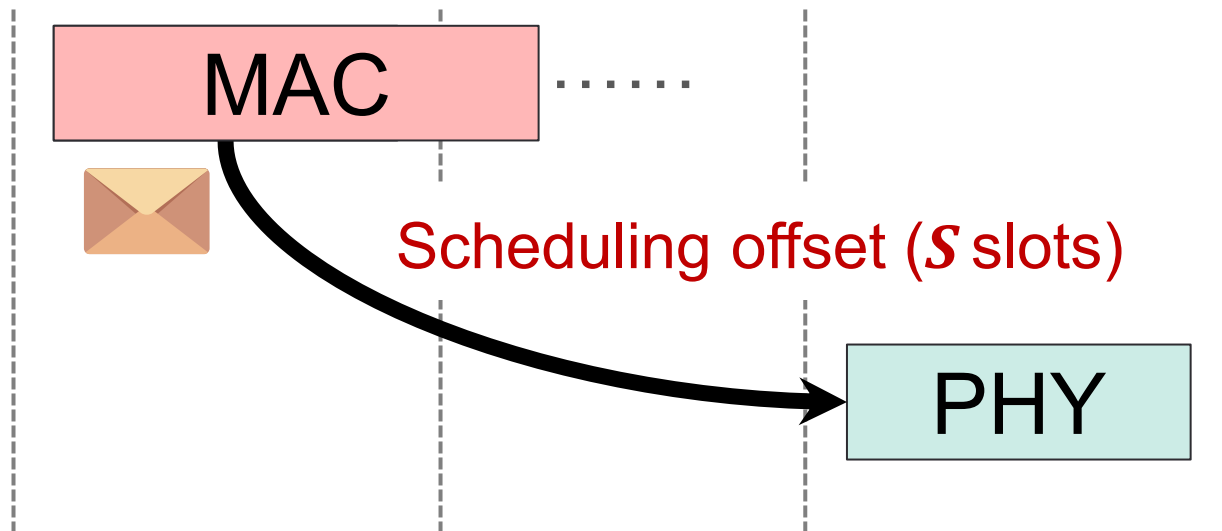 MAC ......
Scheduling offset (S slots)
PHY